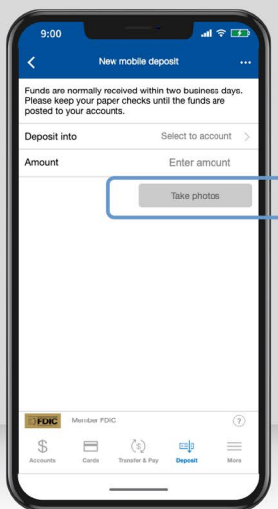 9:00
New mobile deposit
Funds are normally received within two business days.
Please keep your paper checks until the funds are
posted to your accounts.
Deposit into Select to account
Amount Enter amount
Take photos
FDIC Member FDIC
Accounts Cards Transfer & Pay Deposit More